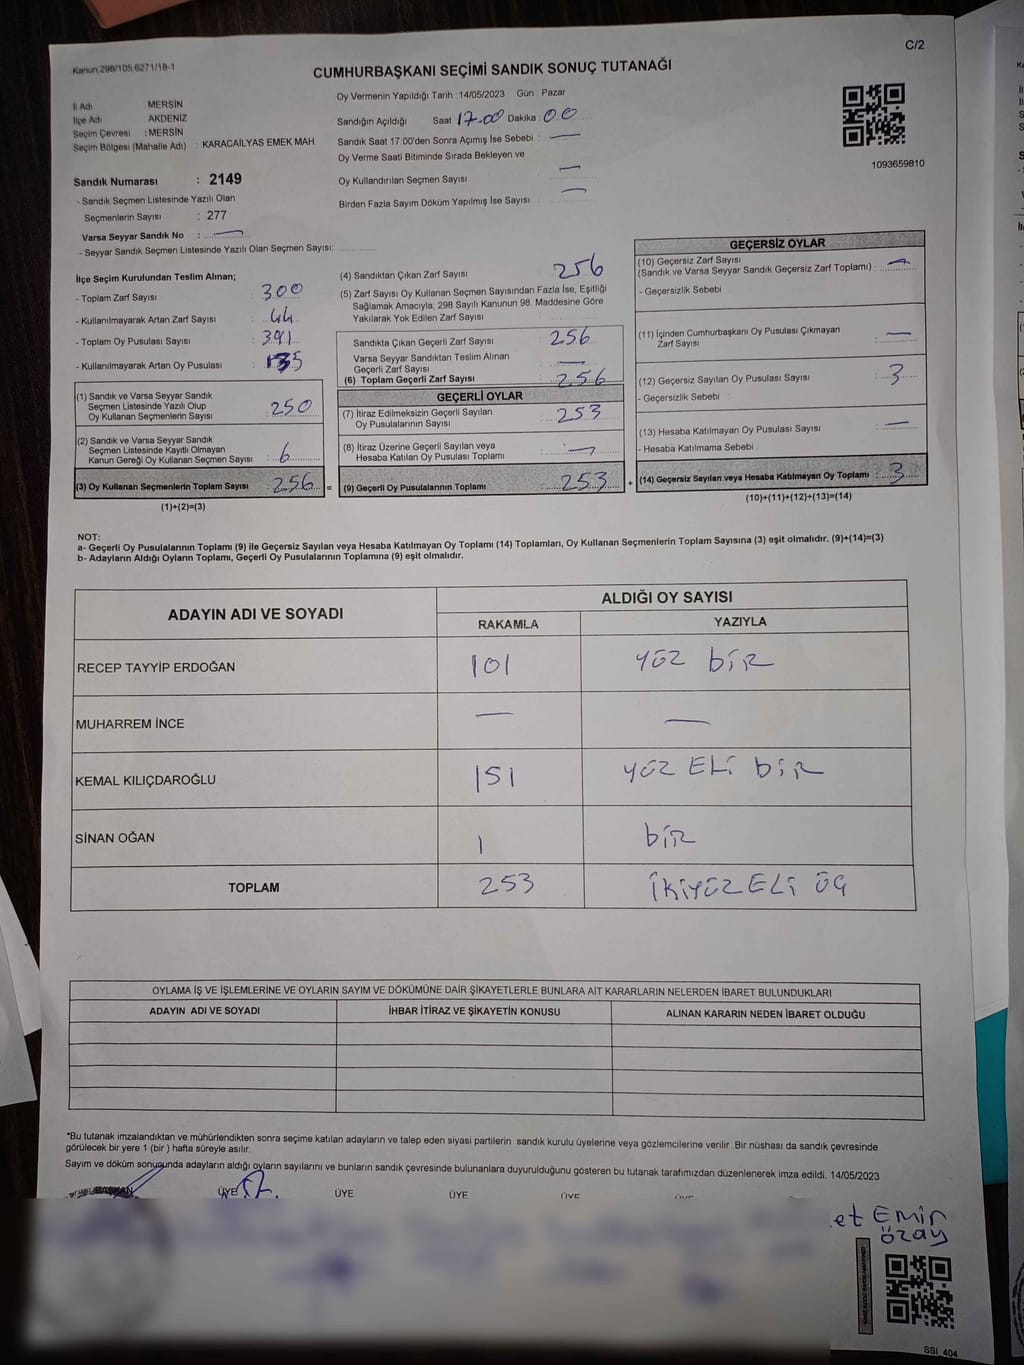 C/2
Kanun.298/105,6271/18-1
CUMHURBAŞKANI SEÇİMİ SANDIK SONUÇ TUTANAĞI
İl Adı MERSİN
İlçe Adı AKDENİZ
Seçim Çevresi : MERSİN
Seçim Bölgesi (Mahalle Adı) : KARACAİLYAS EMEK MAH.
Sandık Numarası : 2149
- Sandık Seçmen Listesinde Yazılı Olan
Seçmenlerin Sayısı : 277
Varsa Seyyar Sandık No : —
- Seyyar Sandık Seçmen Listesinde Yazılı Olan Seçmen Sayısı:
Oy Vermenin Yapıldığı Tarih : 14/05/2023 Gün : Pazar
Sandığın Açıldığı Saat 17.00 Dakika : 00
Sandık Saat 17:00'den Sonra Açımış İse Sebebi : —
Oy Verme Saati Bitiminde Sırada Bekleyen ve
Oy Kullandırılan Seçmen Sayısı —
Birden Fazla Sayım Döküm Yapılmış İse Sayısı : —
1093659810
İlçe Seçim Kurulundan Teslim Alınan;
- Toplam Zarf Sayısı : 300
- Kullanılmayarak Artan Zarf Sayısı : 44
- Toplam Oy Pusulası Sayısı : 391
- Kullanılmayarak Artan Oy Pusulası : 135
(1) Sandık ve Varsa Seyyar Sandık
Seçmen Listesinde Yazılı Olup
Oy Kullanan Seçmenlerin Sayısı : 250
(2) Sandık ve Varsa Seyyar Sandık
Seçmen Listesinde Kayıtlı Olmayan
Kanun Gereği Oy Kullanan Seçmen Sayısı : 6
(3) Oy Kullanan Seçmenlerin Toplam Sayısı : 256 =
(1)+(2)=(3)
(4) Sandıktan Çıkan Zarf Sayısı 256
(5) Zarf Sayısı Oy Kullanan Seçmen Sayısından Fazla İse, Eşitliği
Sağlamak Amacıyla; 298 Sayılı Kanunun 98. Maddesine Göre
Yakılarak Yok Edilen Zarf Sayısı :
Sandıkta Çıkan Geçerli Zarf Sayısı : 256
Varsa Seyyar Sandıktan Teslim Alınan
Geçerli Zarf Sayısı : —
(6) Toplam Geçerli Zarf Sayısı : 256
GEÇERLİ OYLAR
(7) İtiraz Edilmeksizin Geçerli Sayılan
Oy Pusulalarının Sayısı : 253
(8) İtiraz Üzerine Geçerli Sayılan veya
Hesaba Katılan Oy Pusulası Toplamı : —
(9) Geçerli Oy Pusulalarının Toplamı : 253 +
GEÇERSİZ OYLAR
(10) Geçersiz Zarf Sayısı
(Sandık ve Varsa Seyyar Sandık Geçersiz Zarf Toplamı) : —
- Geçersizlik Sebebi :
(11) İçinden Cumhurbaşkanı Oy Pusulası Çıkmayan
Zarf Sayısı : —
(12) Geçersiz Sayılan Oy Pusulası Sayısı : 3
- Geçersizlik Sebebi :
(13) Hesaba Katılmayan Oy Pusulası Sayısı : —
- Hesaba Katılmama Sebebi :
(14) Geçersiz Sayılan veya Hesaba Katılmayan Oy Toplamı : 3
(10)+(11)+(12)+(13)=(14)
NOT:
a- Geçerli Oy Pusulalarının Toplamı (9) ile Geçersiz Sayılan veya Hesaba Katılmayan Oy Toplamı (14) Toplamları, Oy Kullanan Seçmenlerin Toplam Sayısına (3) eşit olmalıdır. (9)+(14)=(3)
b- Adayların Aldığı Oyların Toplamı, Geçerli Oy Pusulalarının Toplamına (9) eşit olmalıdır.
ADAYIN ADI VE SOYADI ALDIĞI OY SAYISI
RAKAMLA YAZIYLA
RECEP TAYYİP ERDOĞAN 101 YÜZ BİR
MUHARREM İNCE — —
KEMAL KILIÇDAROĞLU 151 YÜZ ELİ BİR
SİNAN OĞAN 1 BİR
TOPLAM 253 İKİYÜZ ELİ ÜÇ
OYLAMA İŞ VE İŞLEMLERİNE VE OYLARIN SAYIM VE DÖKÜMÜNE DAİR ŞİKAYETLERLE BUNLARA AİT KARARLARIN NELERDEN İBARET BULUNDUKLARI
ADAYIN ADI VE SOYADI İHBAR İTİRAZ VE ŞİKAYETİN KONUSU ALINAN KARARIN NEDEN İBARET OLDUĞU
*Bu tutanak imzalandıktan ve mühürlendikten sonra seçime katılan adayların ve talep eden siyasi partilerin sandık kurulu üyelerine veya gözlemcilerine verilir. Bir nüshası da sandık çevresinde
görülecek bir yere 1 (bir) hafta süreyle asılır.
Sayım ve döküm sonucunda adayların aldığı oyların sayılarını ve bunların sandık çevresinde bulunanlara duyurulduğunu gösteren bu tutanak tarafımızdan düzenlenerek imza edildi. 14/05/2023
BAŞKAN ÜYE ÜYE ÜYE ÜYE ÜYE
et Emin
özay
SSI_404